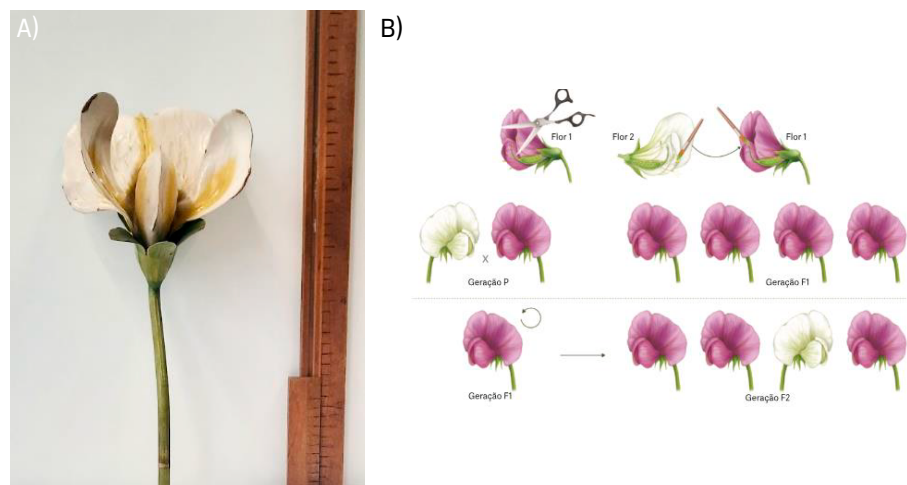 A)
B)
Flor 1
Flor 2
Flor 1
X
Geração P
Geração F1
Geração F1
Geração F2